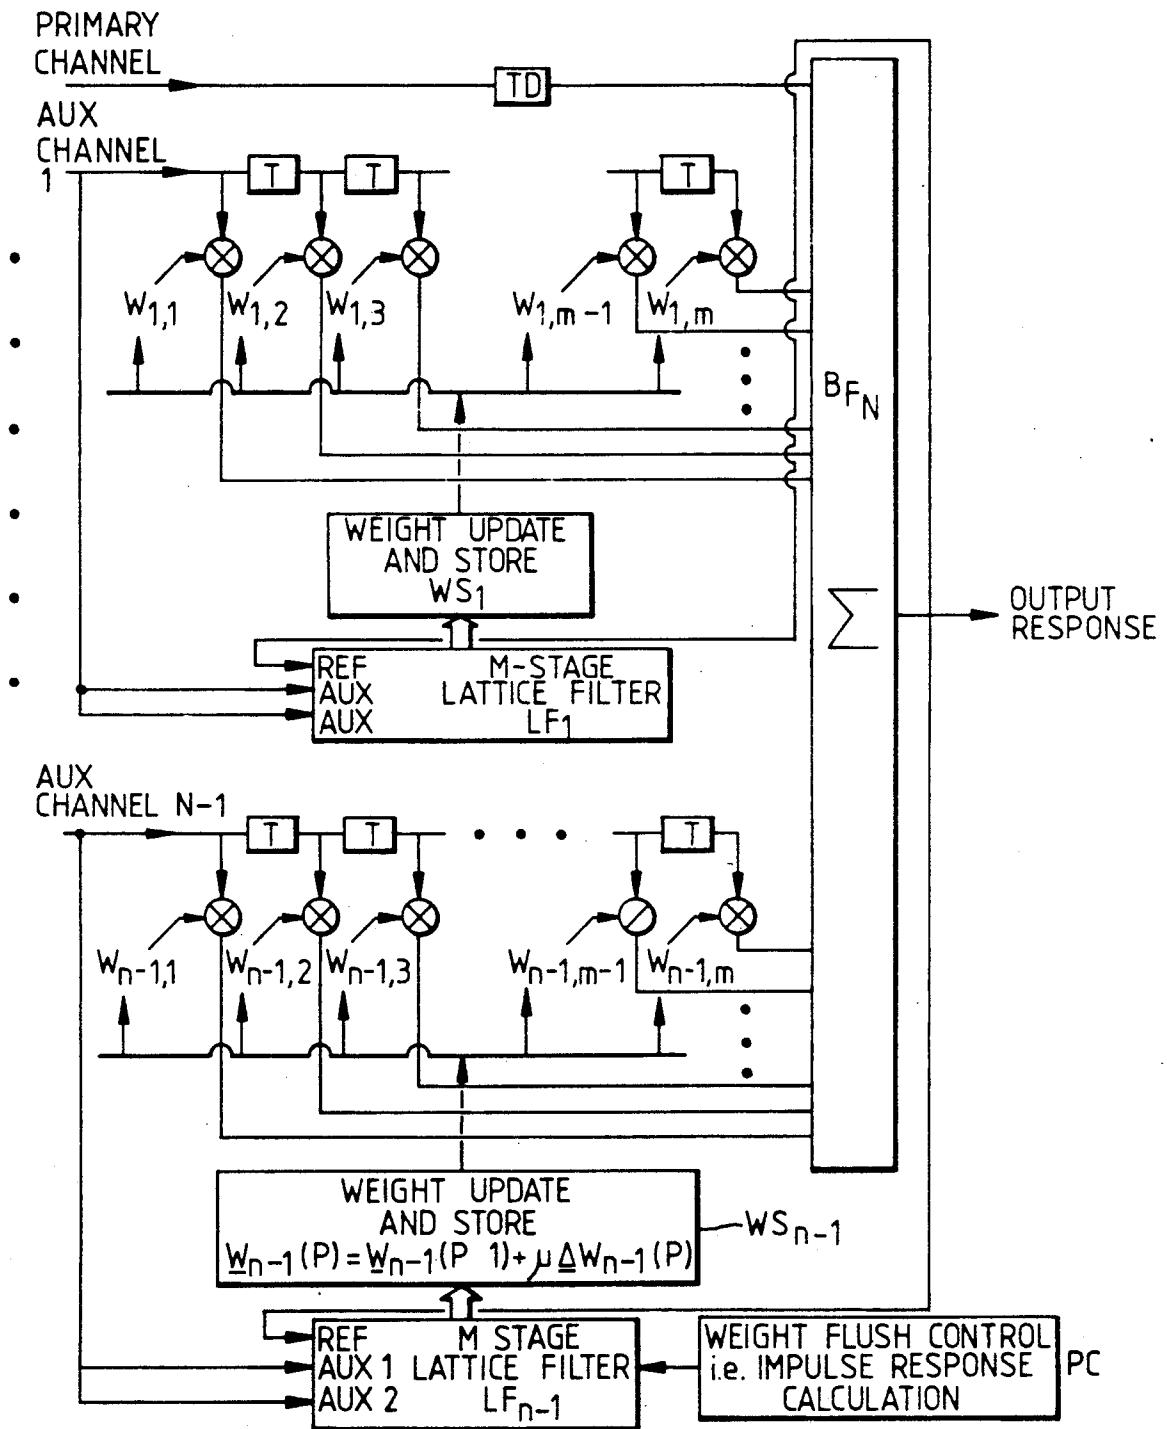 PRIMARY
CHANNEL
TD
AUX
CHANNEL
1
T T T
W1,1 W1,2 W1,3 W1,m-1 W1,m
BFN
WEIGHT UPDATE
AND STORE
WS1
Σ
OUTPUT
RESPONSE
REF M-STAGE
AUX LATTICE FILTER
AUX LF1
AUX
CHANNEL N-1
T T T
Wn-1,1 Wn-1,2 Wn-1,3 Wn-1,m-1 Wn-1,m
WEIGHT UPDATE
AND STORE
Wn-1(P) = Wn-1(P 1)+ μ ΔWn-1(P)
WSn-1
REF M STAGE
AUX 1 LATTICE FILTER
AUX 2 LFn-1
WEIGHT FLUSH CONTROL
i.e. IMPULSE RESPONSE
CALCULATION
PC